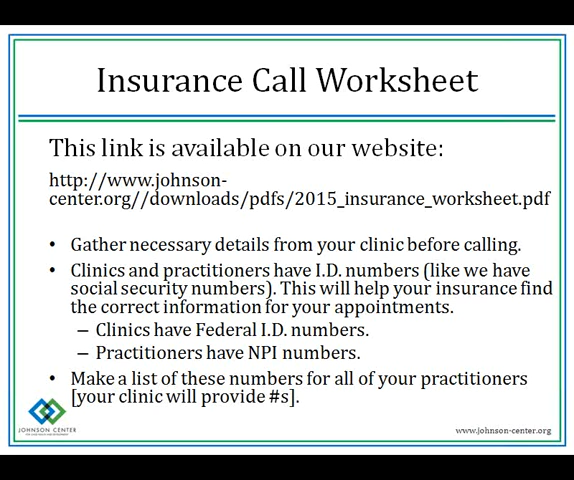 Insurance Call Worksheet
This link is available on our website:
http://www.johnson-
center.org//downloads/pdfs/2015_insurance_worksheet.pdf
• Gather necessary details from your clinic before calling.
• Clinics and practitioners have I.D. numbers (like we have
social security numbers). This will help your insurance find
the correct information for your appointments.
– Clinics have Federal I.D. numbers.
– Practitioners have NPI numbers.
• Make a list of these numbers for all of your practitioners
[your clinic will provide #s].
JOHNSON CENTER
www.johnson-center.org